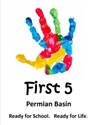 First 5
Permian Basin
Ready for School.   Ready for Life.